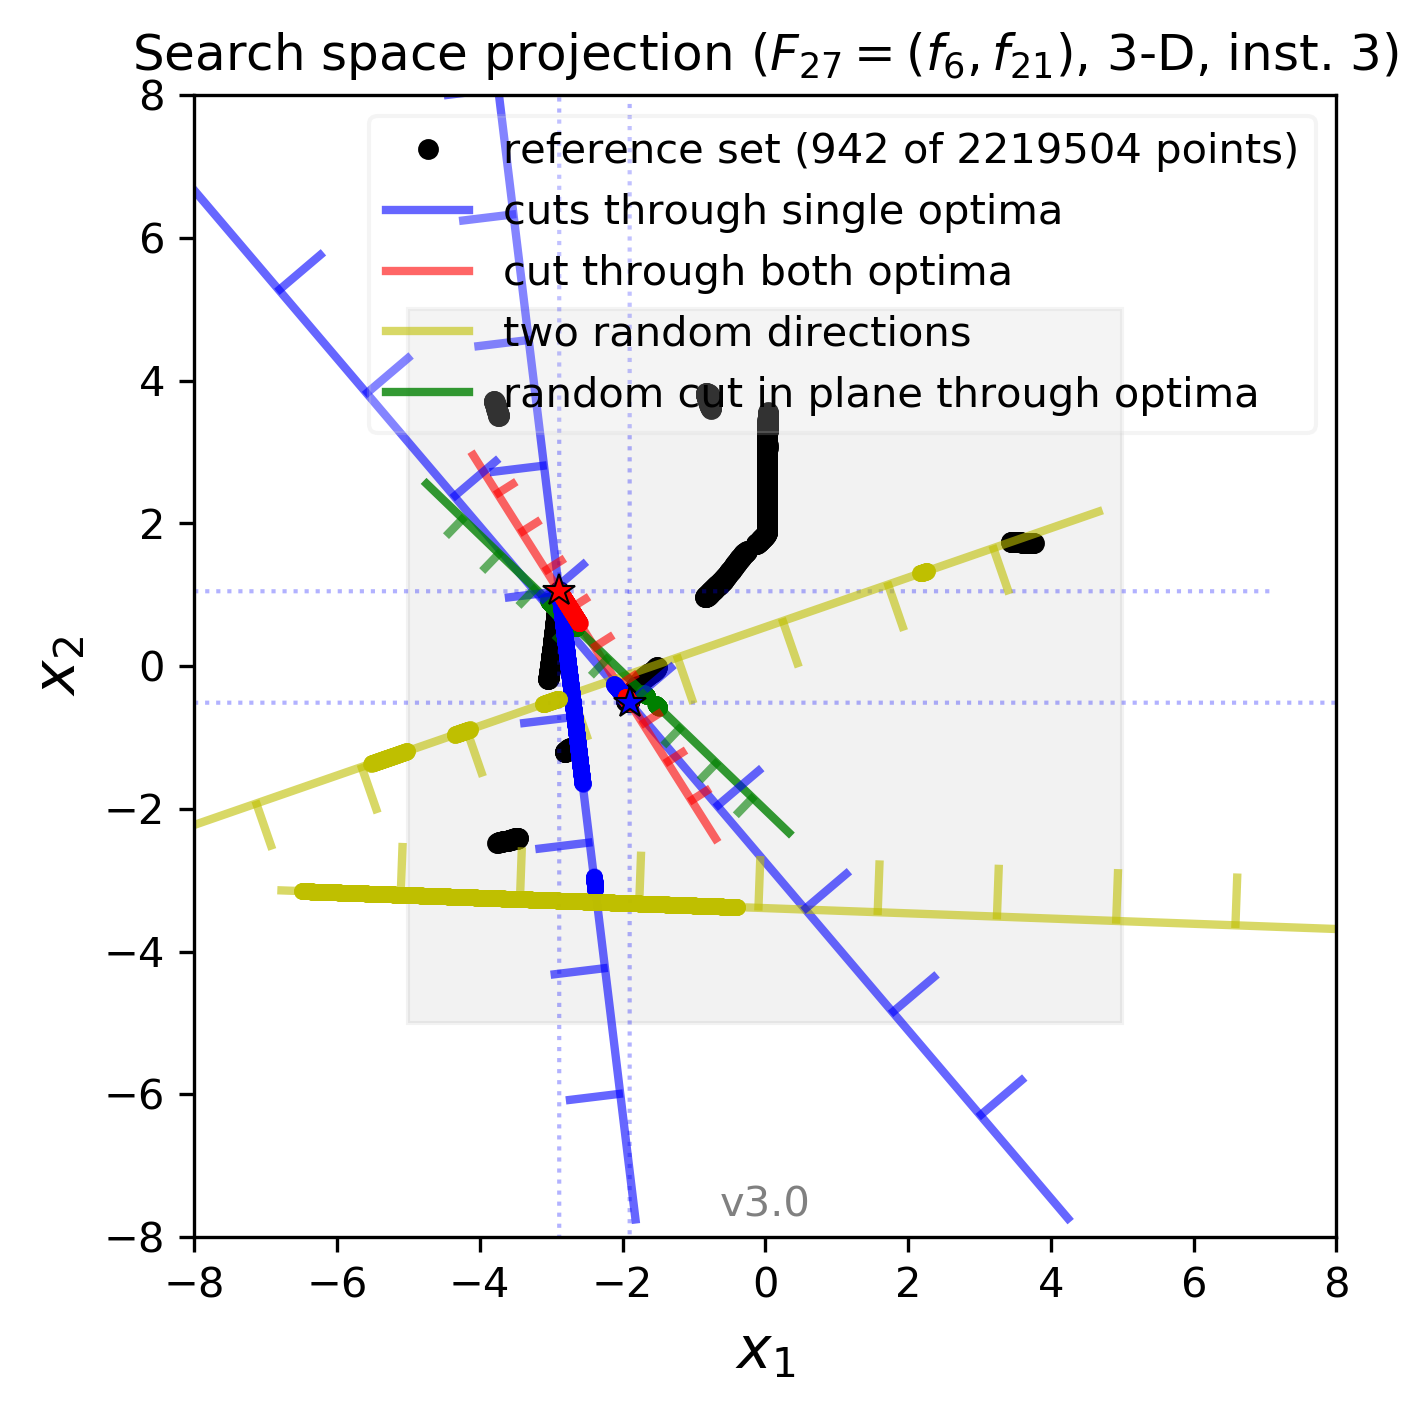 Search space projection (F₂₇ = (f₆, f₂₁), 3-D, inst. 3)
8
6
4
2
0
−2
−4
−6
−8
x₂
reference set (942 of 2219504 points)
cuts through single optima
cut through both optima
two random directions
random cut in plane through optima
v3.0
−8 −6 −4 −2 0 2 4 6 8
x₁